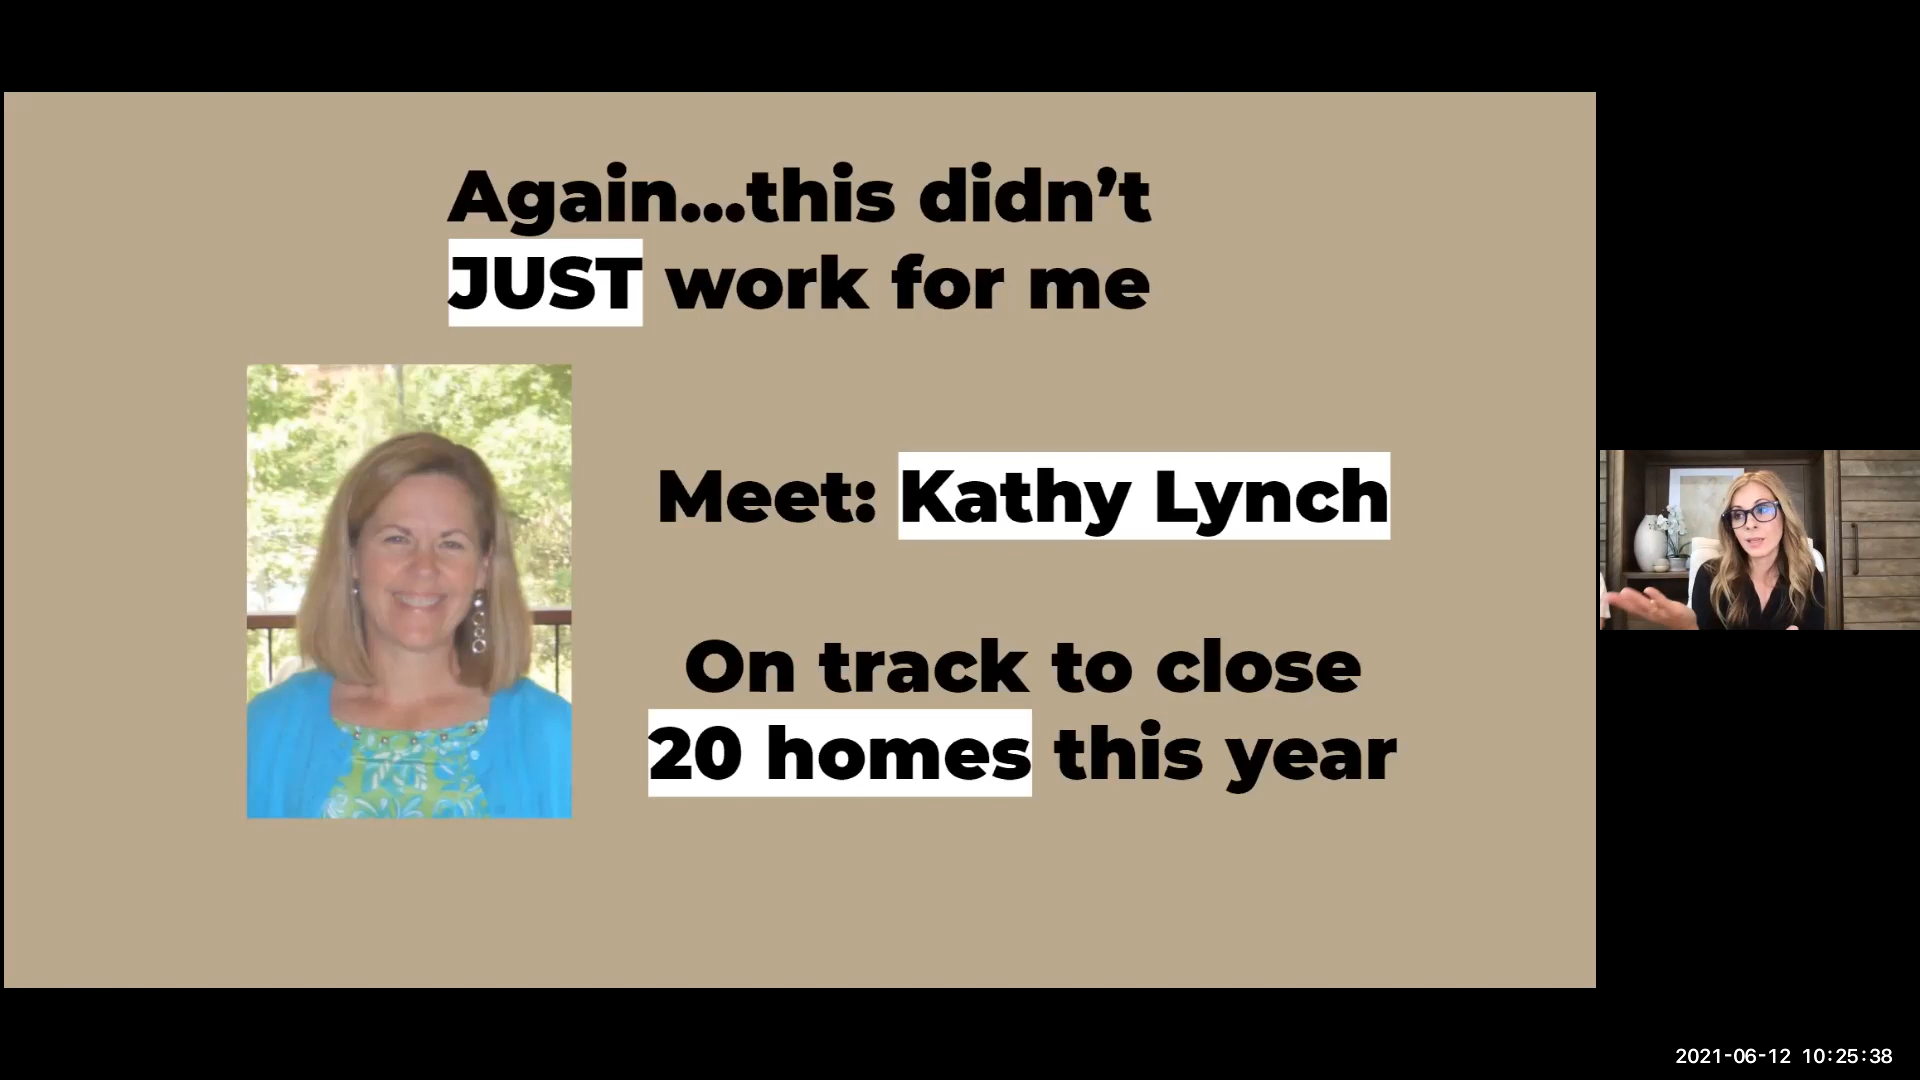 Again...this didn’t
JUST work for me
Meet: Kathy Lynch
On track to close
20 homes this year
2021-06-12 10:25:38